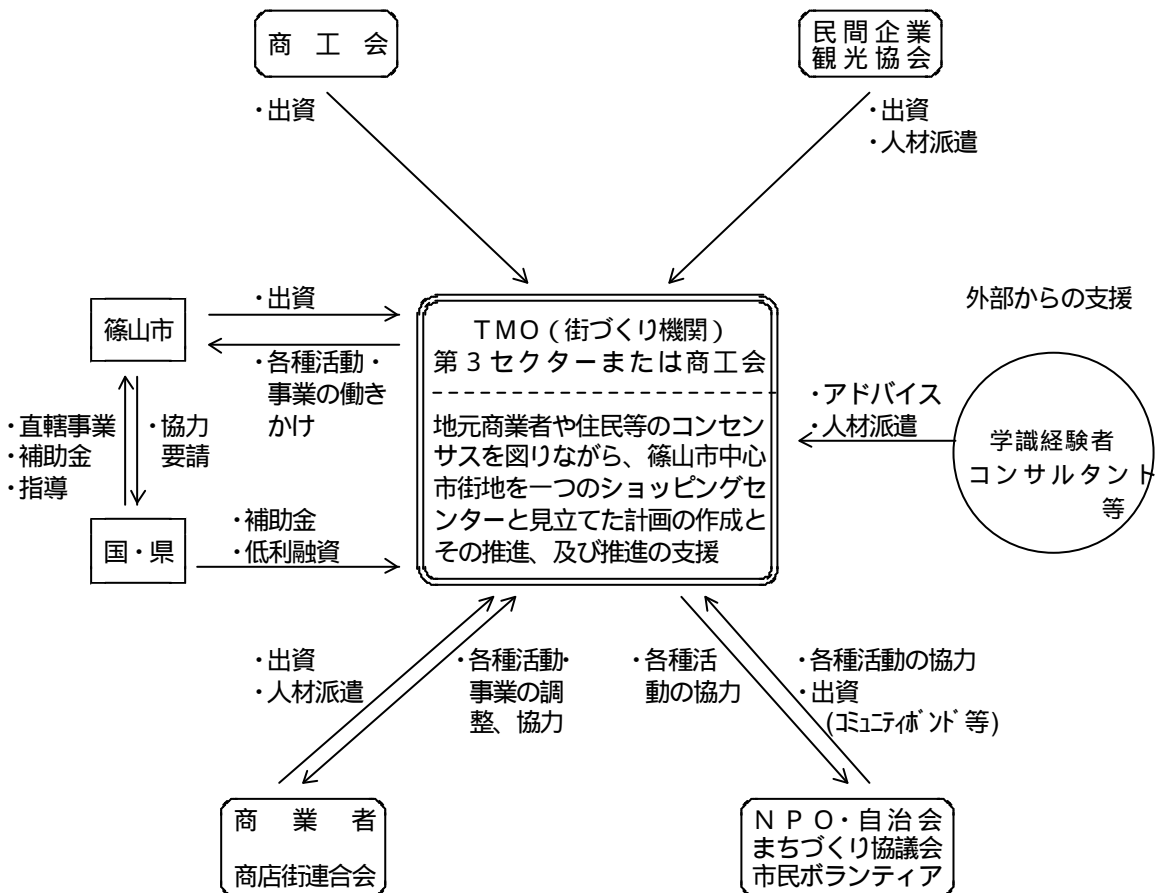 商工会
民間企業
観光協会
・出資
・出資
・人材派遣
篠山市
・出資
・各種活動・
事業の働き
かけ
TMO(街づくり機関)
第3セクターまたは商工会
地元商業者や住民等のコンセン
サスを図りながら、篠山市中心
市街地を一つのショッピングセ
ンターと見立てた計画の作成と
その推進、及び推進の支援
外部からの支援
・アドバイス
・人材派遣
学識経験者
コンサルタント
等
・直轄事業
・補助金
・指導
・協力
要請
国・県
・補助金
・低利融資
・出資
・人材派遣
・各種活動・
事業の調
整、協力
・各種活
動の協力
・各種活動の協力
・出資
(コミュニティボンド等)
商業者
商店街連合会
NPO・自治会
まちづくり協議会
市民ボランティア